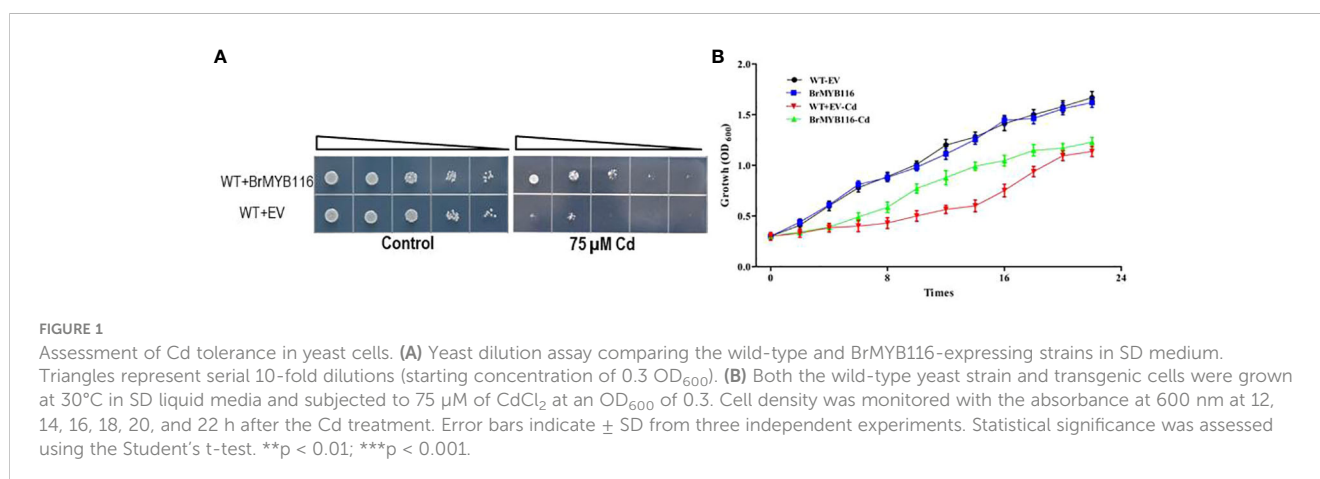 A
WT+BrMYB116
WT+EV
Control
75 µM Cd
B
2.0
1.5
1.0
0.5
0.0
Grotwh (OD600)
WT-EV
BrMYB116
WT+EV-Cd
BrMYB116-Cd
0
8
16
24
Times
FIGURE 1
Assessment of Cd tolerance in yeast cells. (A) Yeast dilution assay comparing the wild-type and BrMYB116-expressing strains in SD medium.
Triangles represent serial 10-fold dilutions (starting concentration of 0.3 OD600). (B) Both the wild-type yeast strain and transgenic cells were grown
at 30°C in SD liquid media and subjected to 75 µM of CdCl2 at an OD600 of 0.3. Cell density was monitored with the absorbance at 600 nm at 12,
14, 16, 18, 20, and 22 h after the Cd treatment. Error bars indicate ± SD from three independent experiments. Statistical significance was assessed
using the Student's t-test. **p < 0.01; ***p < 0.001.